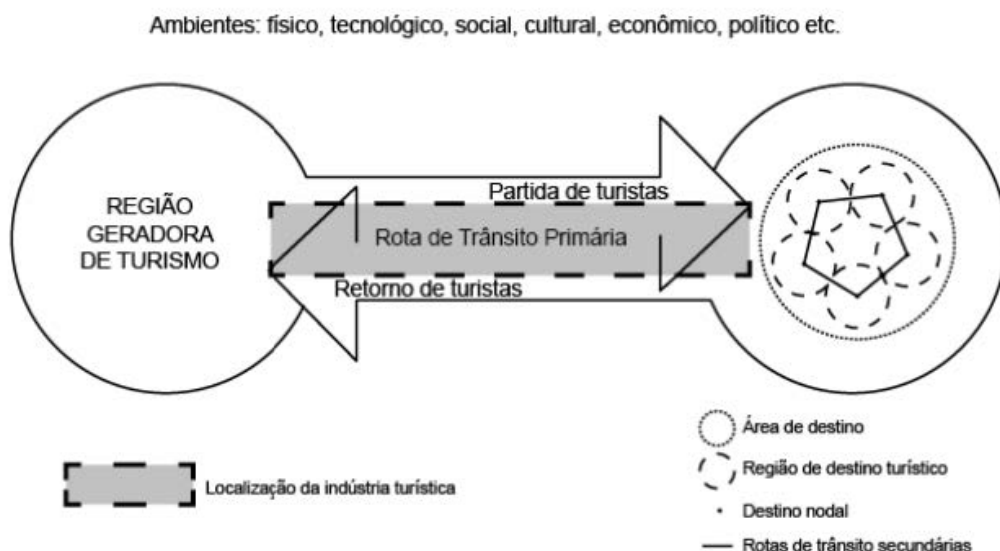 Ambientes: físico, tecnológico, social, cultural, econômico, político etc.
REGIÃO
GERADORA
DE TURISMO
Partida de turistas
Rota de Trânsito Primária
Retorno de turistas
Localização da indústria turística
Área de destino
Região de destino turístico
Destino nodal
Rotas de trânsito secundárias